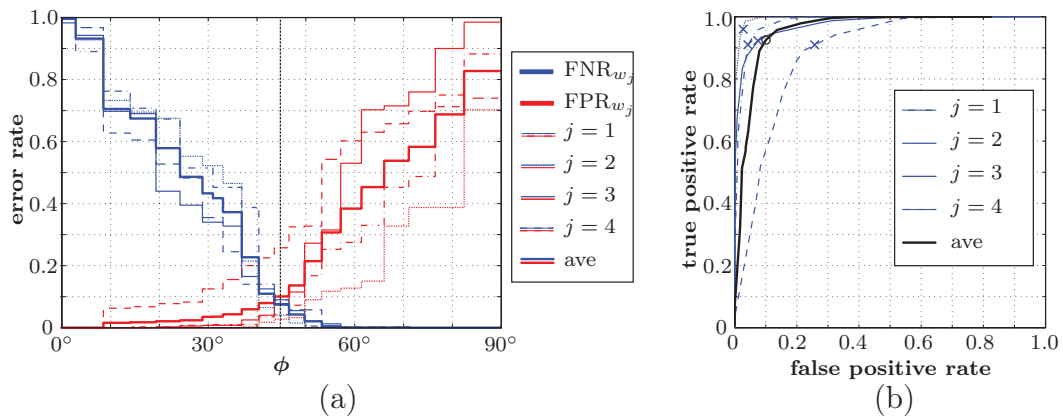 1.0
0.8
0.6
0.4
0.2
0
error rate
0°
30°
60°
90°
ϕ
FNR_{w_j}
FPR_{w_j}
j = 1
j = 2
j = 3
j = 4
ave
(a)
1.0
0.8
0.6
0.4
0.2
0
true positive rate
0
0.2
0.4
0.6
0.8
1.0
false positive rate
j = 1
j = 2
j = 3
j = 4
ave
(b)